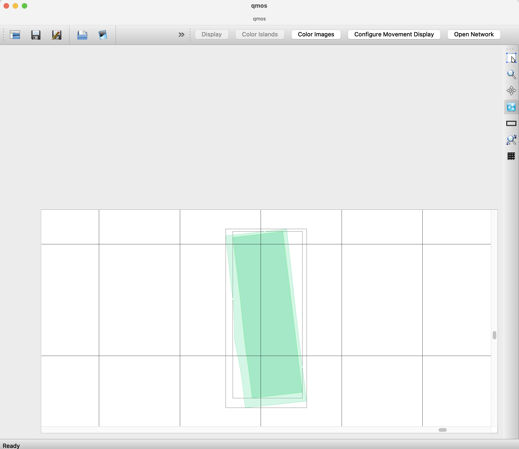 qmos
qmos
» Display Color Islands Color Images Configure Movement Display Open Network
Ready